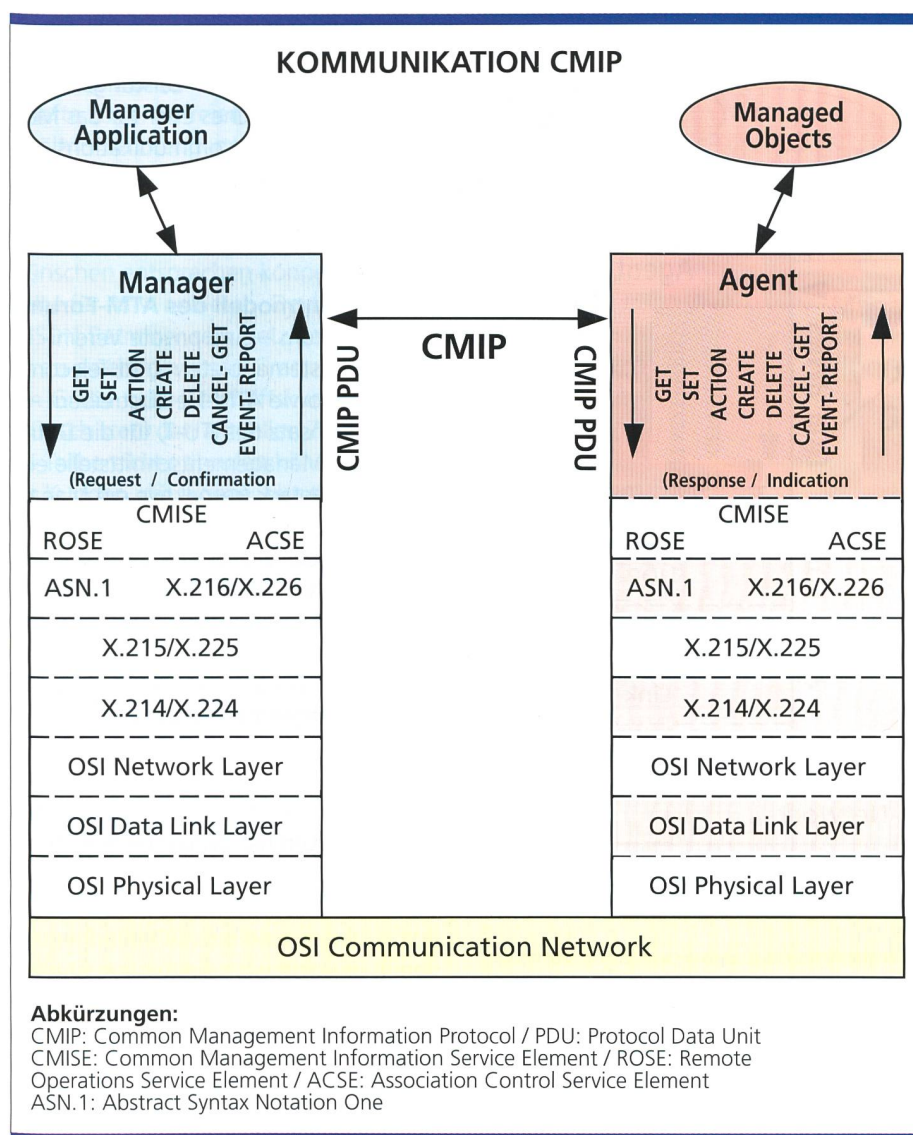 KOMMUNIKATION CMIP
Manager
Application
Managed
Objects
Manager
GET
SET
ACTION
CREATE
DELETE
CANCEL- GET
EVENT- REPORT
(Request / Confirmation
CMIP PDU
CMIP
CMIP PDU
Agent
GET
SET
ACTION
CREATE
DELETE
CANCEL- GET
EVENT- REPORT
(Response / Indication
CMISE
ROSE ACSE
ASN.1 X.216/X.226
X.215/X.225
X.214/X.224
OSI Network Layer
OSI Data Link Layer
OSI Physical Layer
CMISE
ROSE ACSE
ASN.1 X.216/X.226
X.215/X.225
X.214/X.224
OSI Network Layer
OSI Data Link Layer
OSI Physical Layer
OSI Communication Network
Abkürzungen:
CMIP: Common Management Information Protocol / PDU: Protocol Data Unit
CMISE: Common Management Information Service Element / ROSE: Remote
Operations Service Element / ACSE: Association Control Service Element
ASN.1: Abstract Syntax Notation One